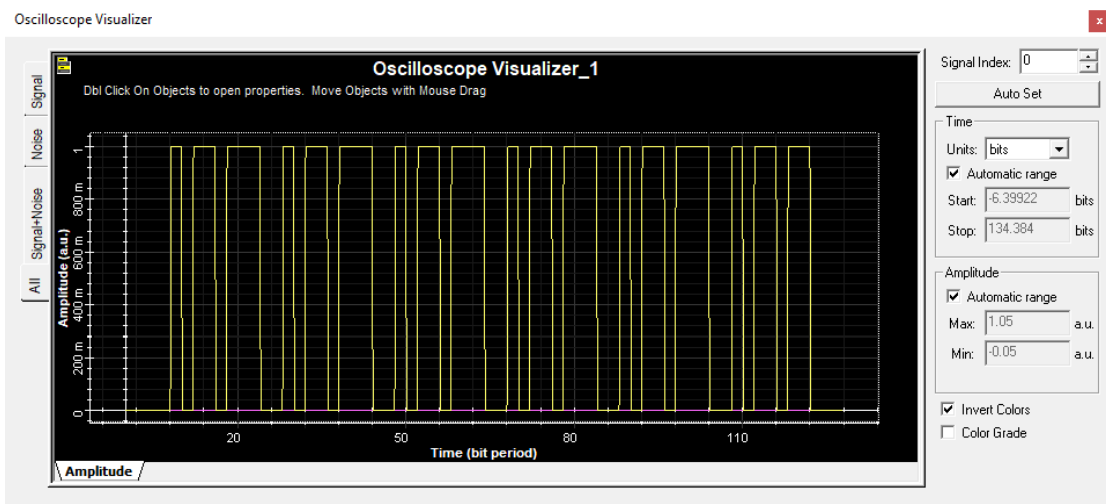 Oscilloscope Visualizer
x
Signal
Noise
Signal+Noise
All
Oscilloscope Visualizer_1
Dbl Click On Objects to open properties. Move Objects with Mouse Drag
Amplitude (a.u.)
1
800 m
600 m
400 m
200 m
0
20
50
80
110
Time (bit period)
Amplitude
Signal Index: 0
Auto Set
Time
Units: bits
Automatic range
Start: -6.39922 bits
Stop: 134.384 bits
Amplitude
Automatic range
Max: 1.05 a.u.
Min: -0.05 a.u.
Invert Colors
Color Grade